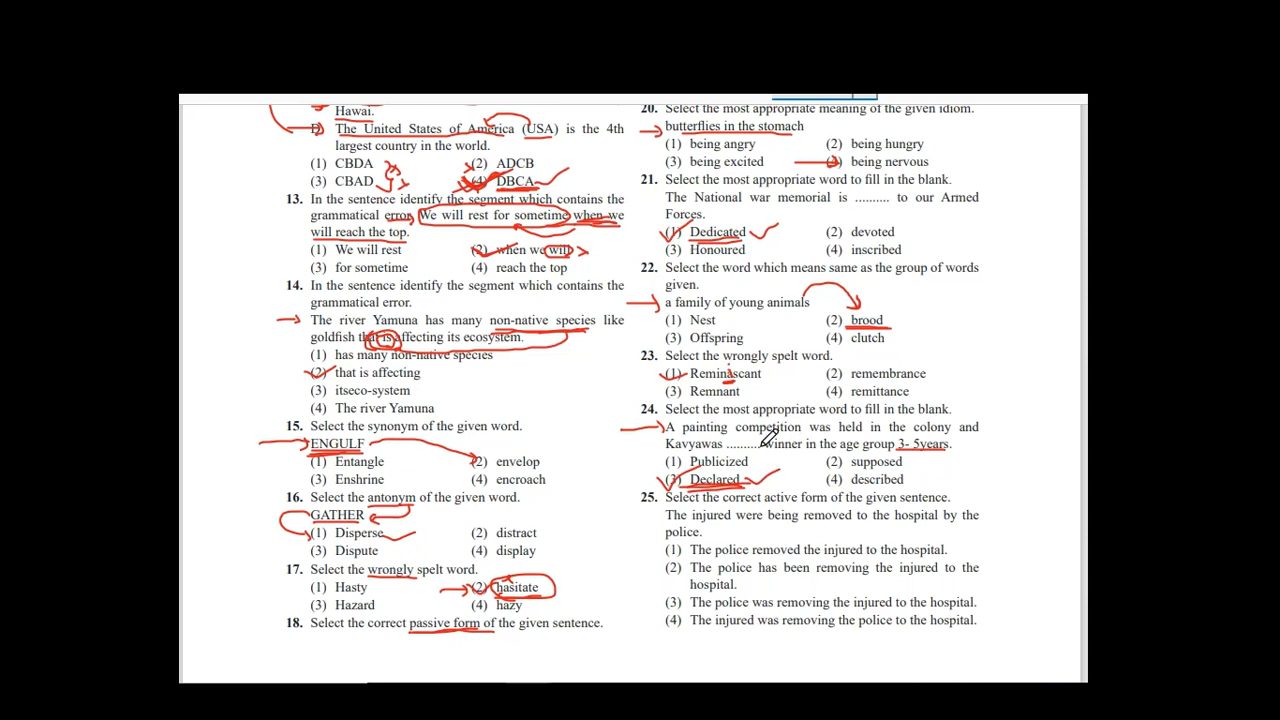 Hawai.
D. The United States of America (USA) is the 4th
largest country in the world.
(1) CBDA (2) ADCB
(3) CBAD (4) DBCA
13. In the sentence identify the segment which contains the
grammatical error. We will rest for sometime when we
will reach the top.
(1) We will rest (2) when we will
(3) for sometime (4) reach the top
14. In the sentence identify the segment which contains the
grammatical error.
The river Yamuna has many non-native species like
goldfish that is affecting its ecosystem.
(1) has many non-native species
(2) that is affecting
(3) itseco-system
(4) The river Yamuna
15. Select the synonym of the given word.
ENGULF
(1) Entangle (2) envelop
(3) Enshrine (4) encroach
16. Select the antonym of the given word.
GATHER
(1) Disperse (2) distract
(3) Dispute (4) display
17. Select the wrongly spelt word.
(1) Hasty (2) hasitate
(3) Hazard (4) hazy
18. Select the correct passive form of the given sentence.
20. Select the most appropriate meaning of the given idiom.
butterflies in the stomach
(1) being angry (2) being hungry
(3) being excited (4) being nervous
21. Select the most appropriate word to fill in the blank.
The National war memorial is .......... to our Armed
Forces.
(1) Dedicated (2) devoted
(3) Honoured (4) inscribed
22. Select the word which means same as the group of words
given.
a family of young animals
(1) Nest (2) brood
(3) Offspring (4) clutch
23. Select the wrongly spelt word.
(1) Reminascant (2) remembrance
(3) Remnant (4) remittance
24. Select the most appropriate word to fill in the blank.
A painting competition was held in the colony and
Kavyawas .......... winner in the age group 3- 5years.
(1) Publicized (2) supposed
(3) Declared (4) described
25. Select the correct active form of the given sentence.
The injured were being removed to the hospital by the
police.
(1) The police removed the injured to the hospital.
(2) The police has been removing the injured to the
hospital.
(3) The police was removing the injured to the hospital.
(4) The injured was removing the police to the hospital.